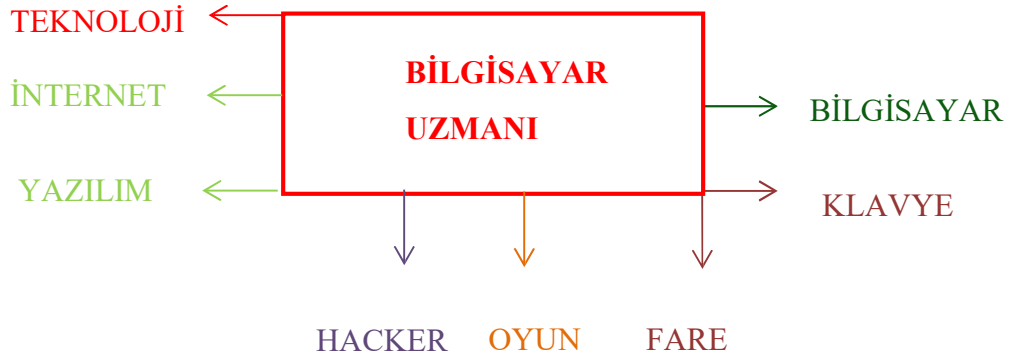 TEKNOLOJİ
BİLGİSAYAR
UZMANI
İNTERNET
BİLGİSAYAR
YAZILIM
KLAVYE
HACKER OYUN FARE